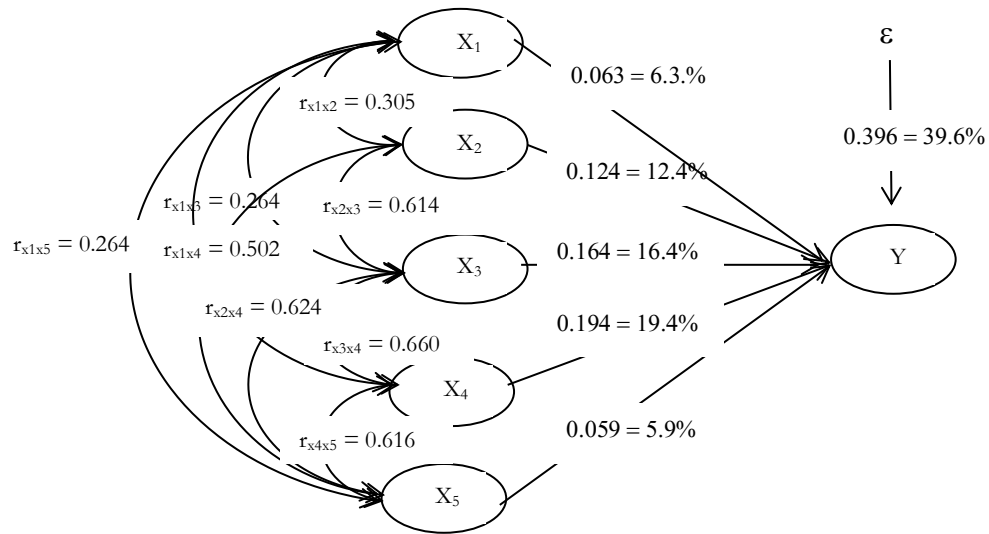 X₁
ε
0.063 = 6.3.%
rₓ₁ₓ₂ = 0.305
0.396 = 39.6%
X₂
0.124 = 12.4%
rₓ₁ₓ₃ = 0.264
rₓ₂ₓ₃ = 0.614
rₓ₁ₓ₅ = 0.264
rₓ₁ₓ₄ = 0.502
0.164 = 16.4%
X₃
Y
rₓ₂ₓ₄ = 0.624
0.194 = 19.4%
rₓ₃ₓ₄ = 0.660
X₄
rₓ₄ₓ₅ = 0.616
0.059 = 5.9%
X₅